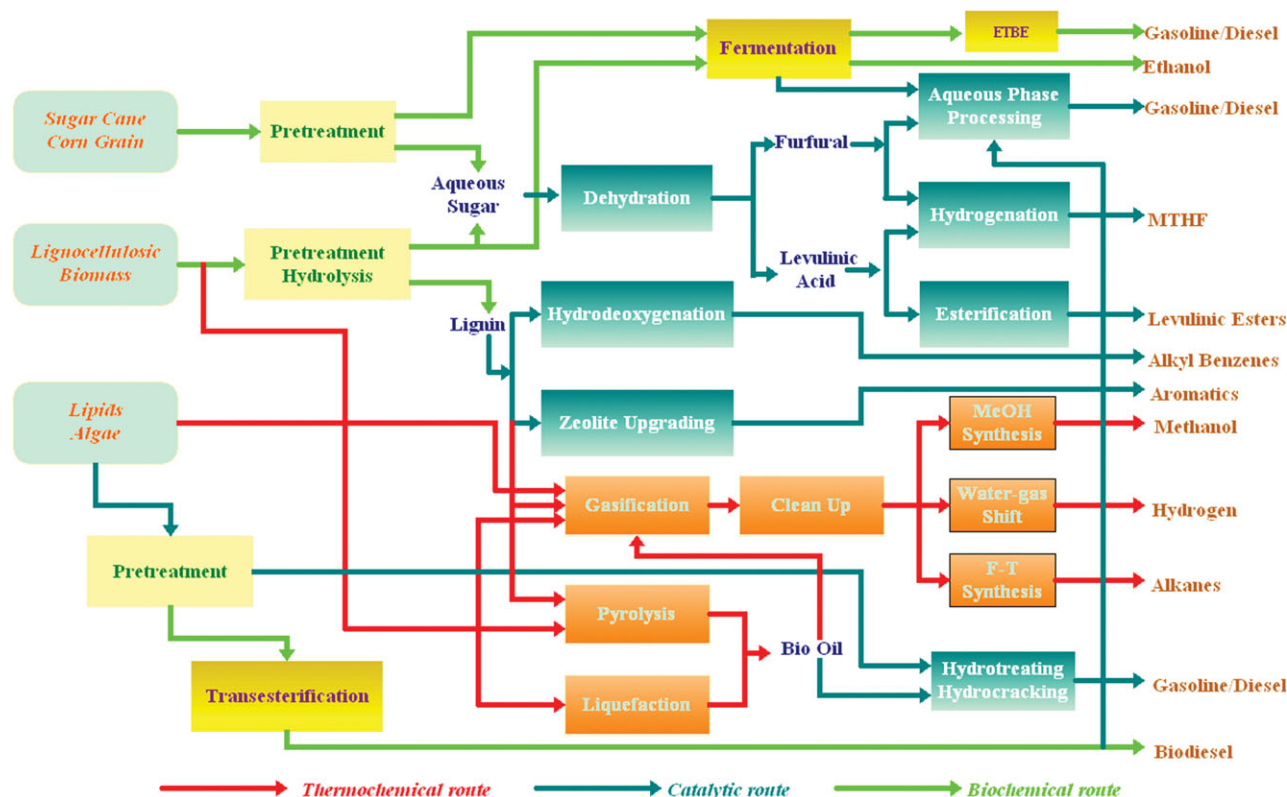 Sugar Cane
Corn Grain
Pretreatment
Fermentation
ETBE
Gasoline/Diesel
Ethanol
Aqueous Phase
Processing
Gasoline/Diesel
Aqueous
Sugar
Dehydration
Furfural
Levulinic
Acid
Hydrogenation
MTHF
Lignocellulosic
Biomass
Pretreatment
Hydrolysis
Lignin
Hydrodeoxygenation
Esterification
Levulinic Esters
Alkyl Benzenes
Zeolite Upgrading
Aromatics
Lipids
Algae
MeOH
Synthesis
Methanol
Gasification
Clean Up
Water-gas
Shift
Hydrogen
Pretreatment
F-T
Synthesis
Alkanes
Pyrolysis
Bio Oil
Liquefaction
Hydrotreating
Hydrocracking
Gasoline/Diesel
Transesterification
Biodiesel
Thermochemical route
Catalytic route
Biochemical route